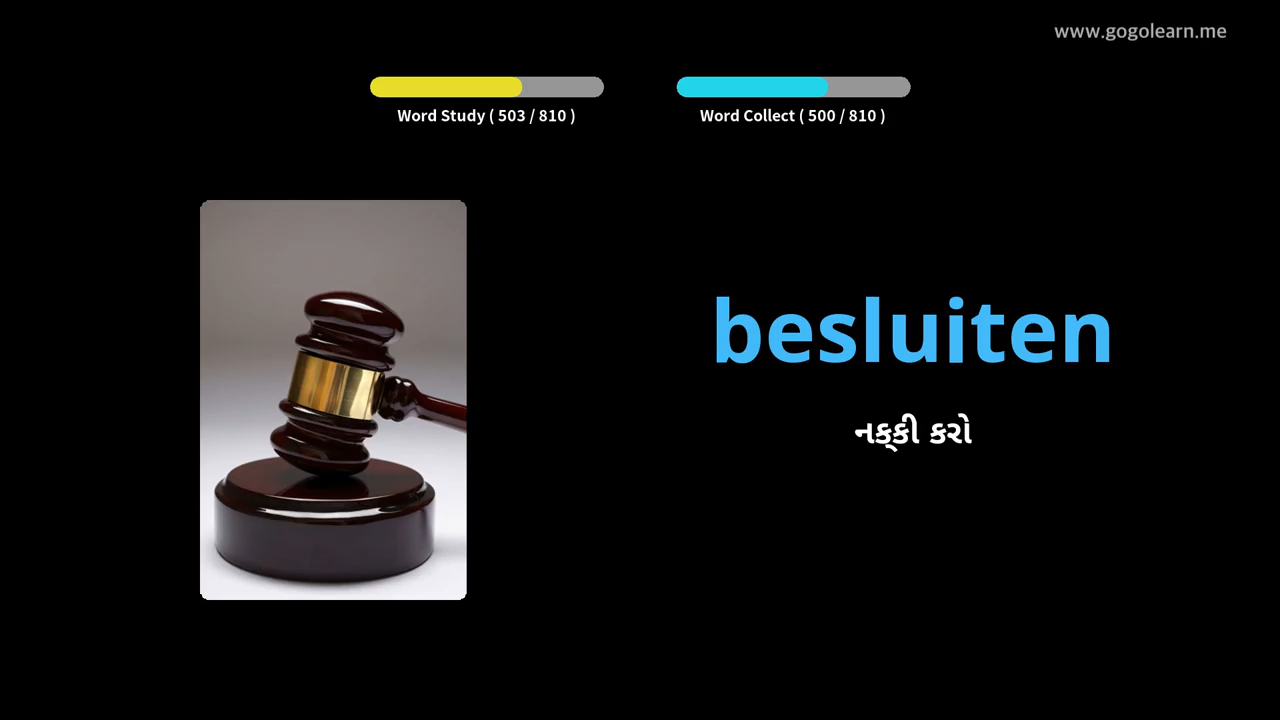 www.gogolearn.me
Word Study ( 503 / 810 )
Word Collect ( 500 / 810 )
besluiten
નક્કી કરો